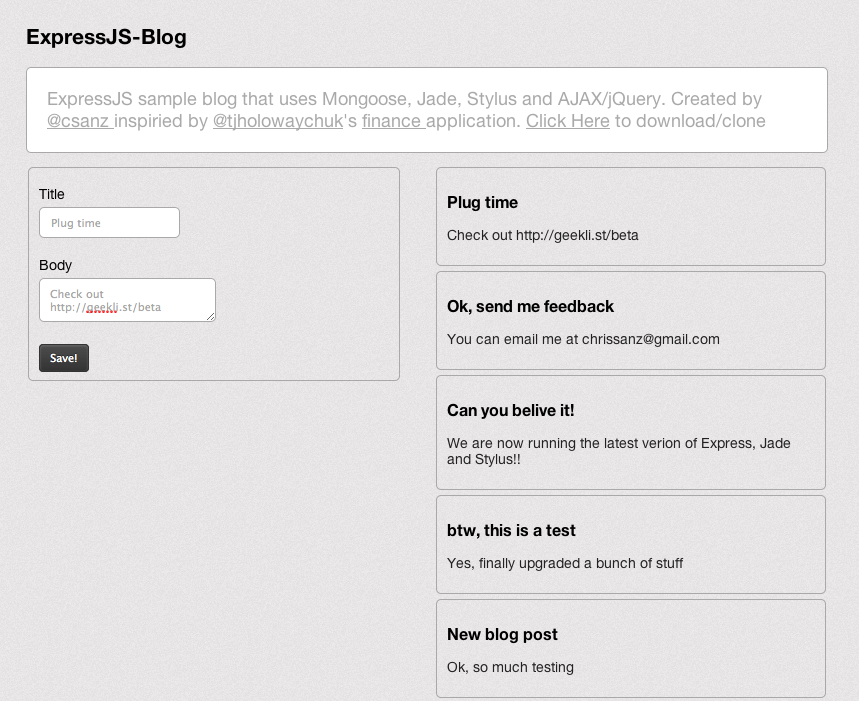 ExpressJS-Blog
ExpressJS sample blog that uses Mongoose, Jade, Stylus and AJAX/jQuery. Created by
@csanz inspiried by @tjholowaychuk's finance application. Click Here to download/clone
Title
Plug time
Body
Check out
http://geekli.st/beta
Save!
Plug time
Check out http://geekli.st/beta
Ok, send me feedback
You can email me at chrissanz@gmail.com
Can you belive it!
We are now running the latest verion of Express, Jade
and Stylus!!
btw, this is a test
Yes, finally upgraded a bunch of stuff
New blog post
Ok, so much testing